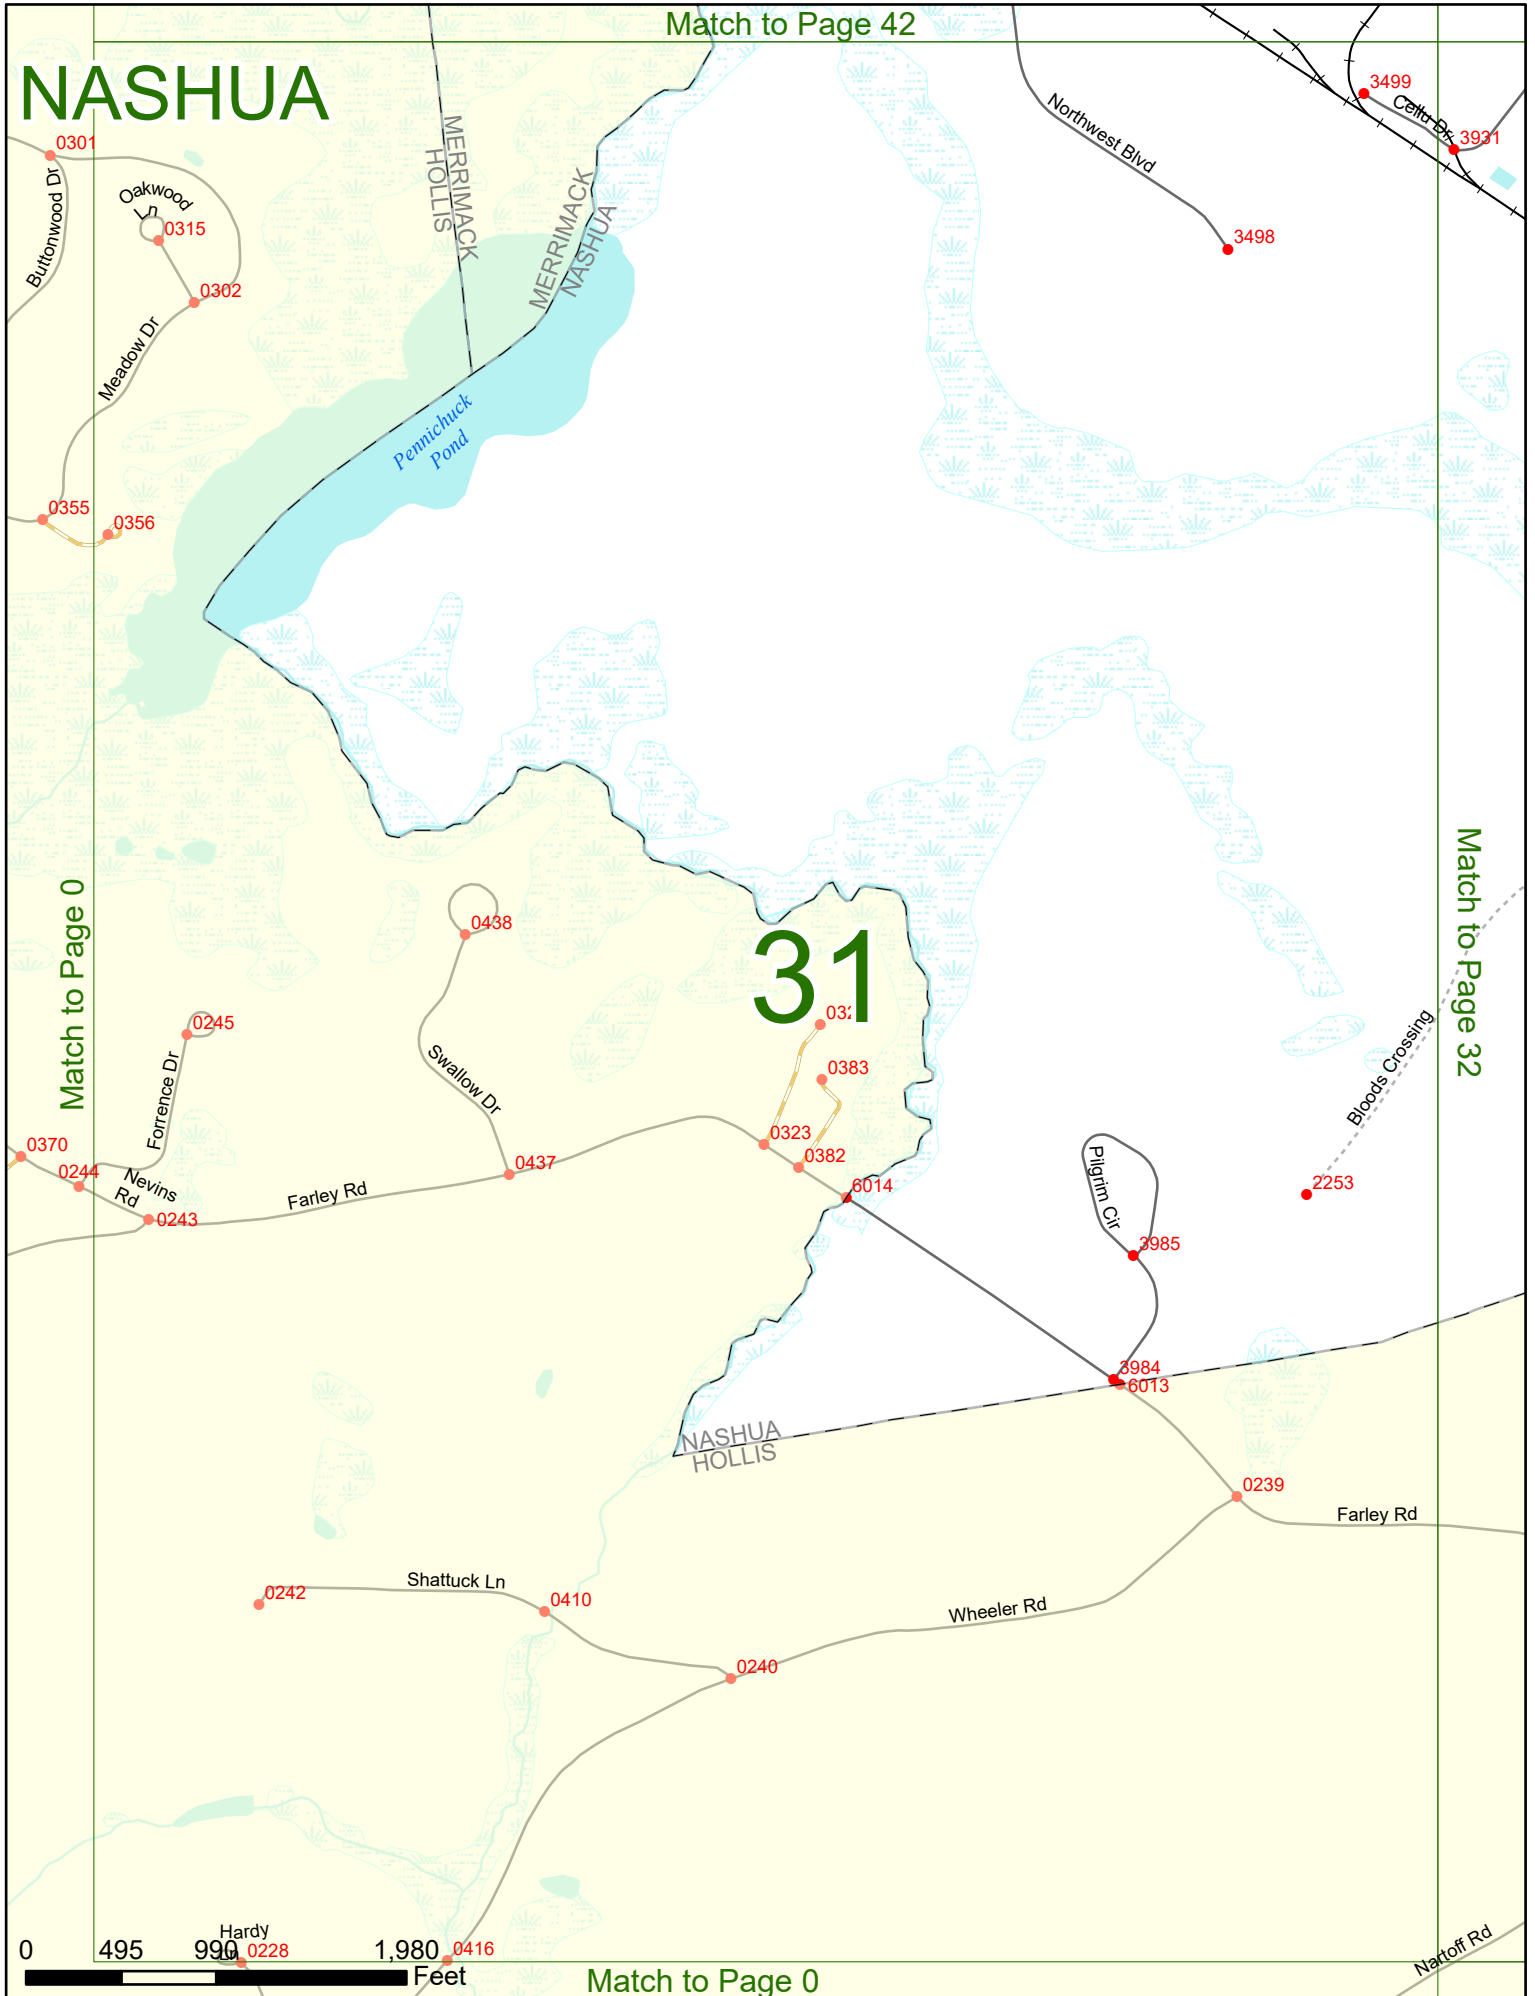 Match to Page 42
NASHUA
3499
Cellu Dr
3931
Northwest Blvd
3498
0301
Buttonwood Dr
Oakwood
Ln
0315
0302
Meadow Dr
MERRIMACK
HOLLIS
MERRIMACK
NASHUA
Pennichuck
Pond
0355
0356
Match to Page 0
Match to Page 32
0438
31
0383
0245
Forrence Dr
Swallow Dr
Bloods Crossing
0370
0244
Nevins
Rd
0243
Farley Rd
0437
0323
0382
6014
Pilgrim Cir
3985
2253
3984
6013
NASHUA
HOLLIS
0239
Farley Rd
0242
Shattuck Ln
0410
Wheeler Rd
0240
Hardy
Ln
0228
0416
Nartoff Rd
0 495 990 1,980
Feet
Match to Page 0